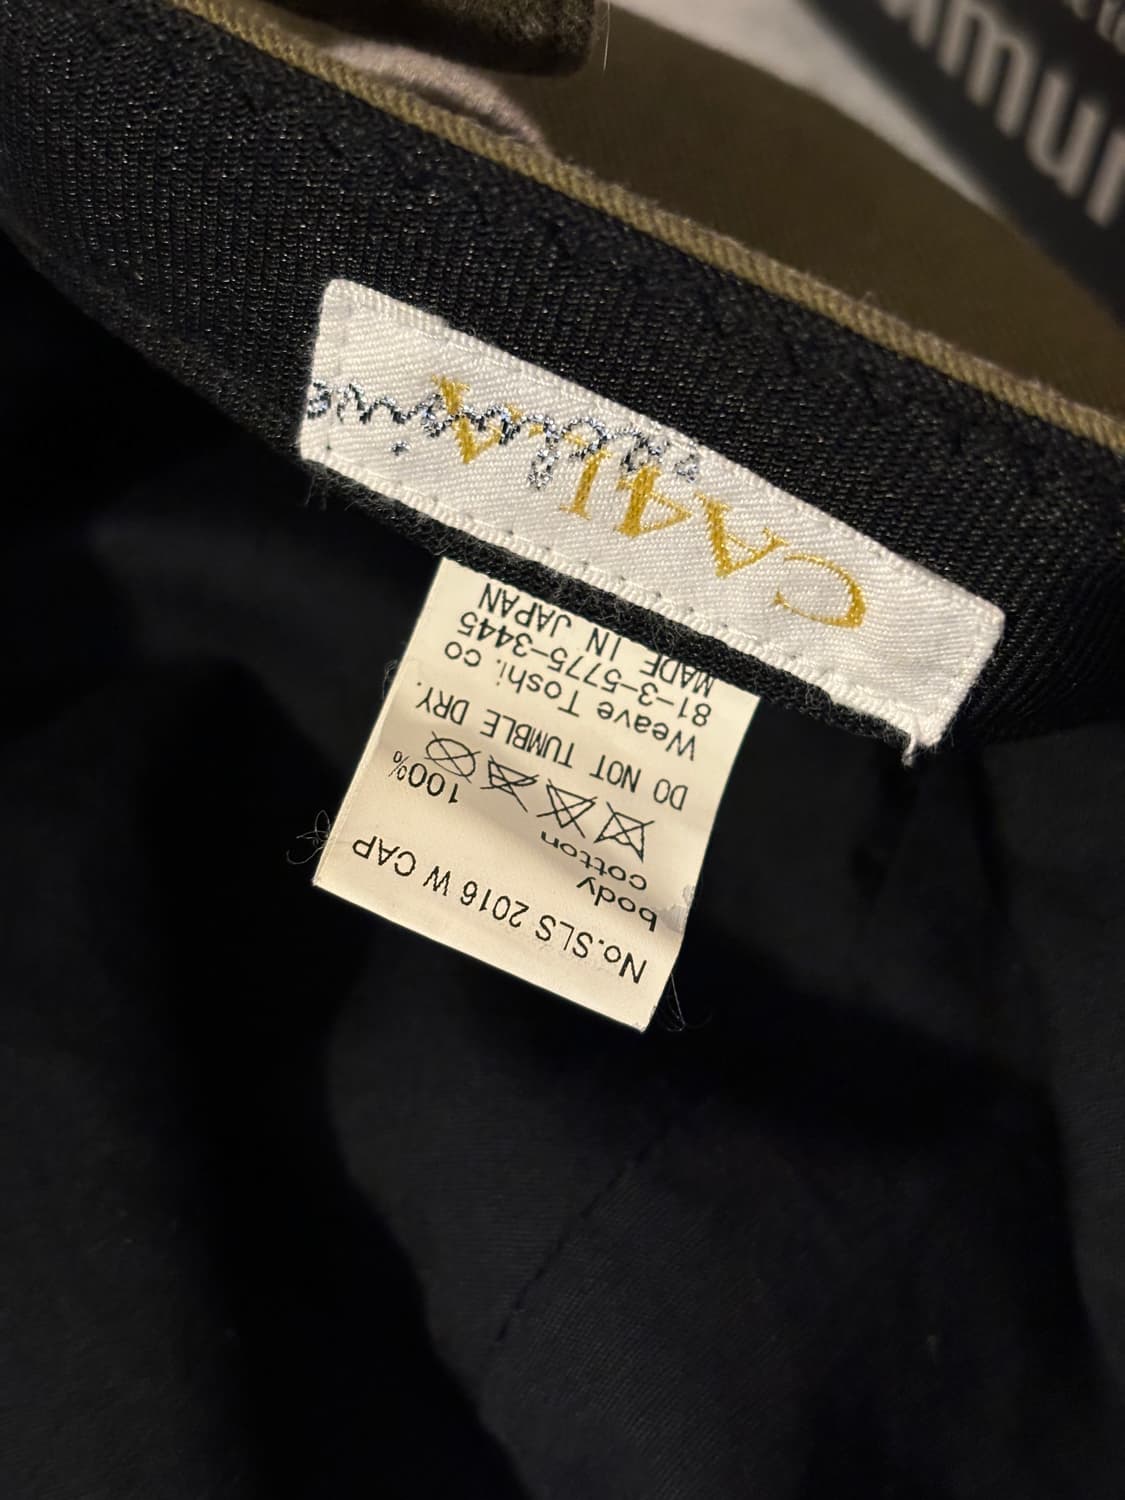 CA4LA
No.SLS 2016 W CAP
body
cotton 100%
DO NOT TUMBLE DRY.
Weave Toshi. co
81-3-5775-3445
MADE IN JAPAN